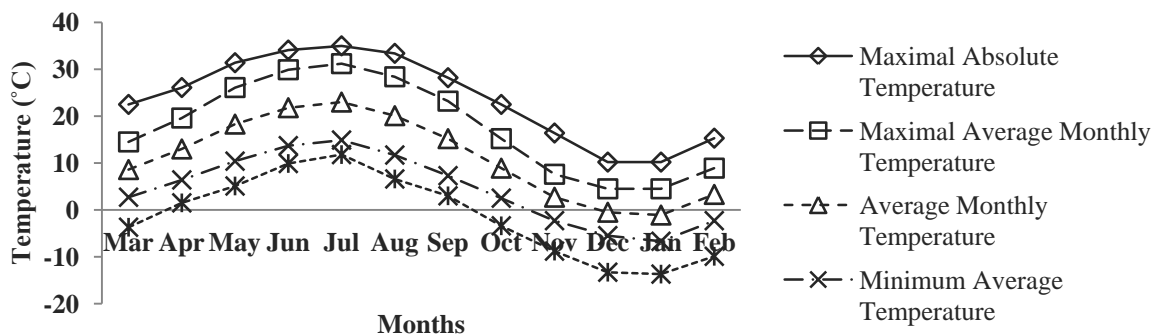 40
30
20
10
0
-10
-20
Temperature (˚C)
Mar Apr May Jun Jul Aug Sep Oct Nov Dec Jan Feb
Months
Maximal Absolute
Temperature
Maximal Average Monthly
Temperature
Average Monthly
Temperature
Minimum Average
Temperature